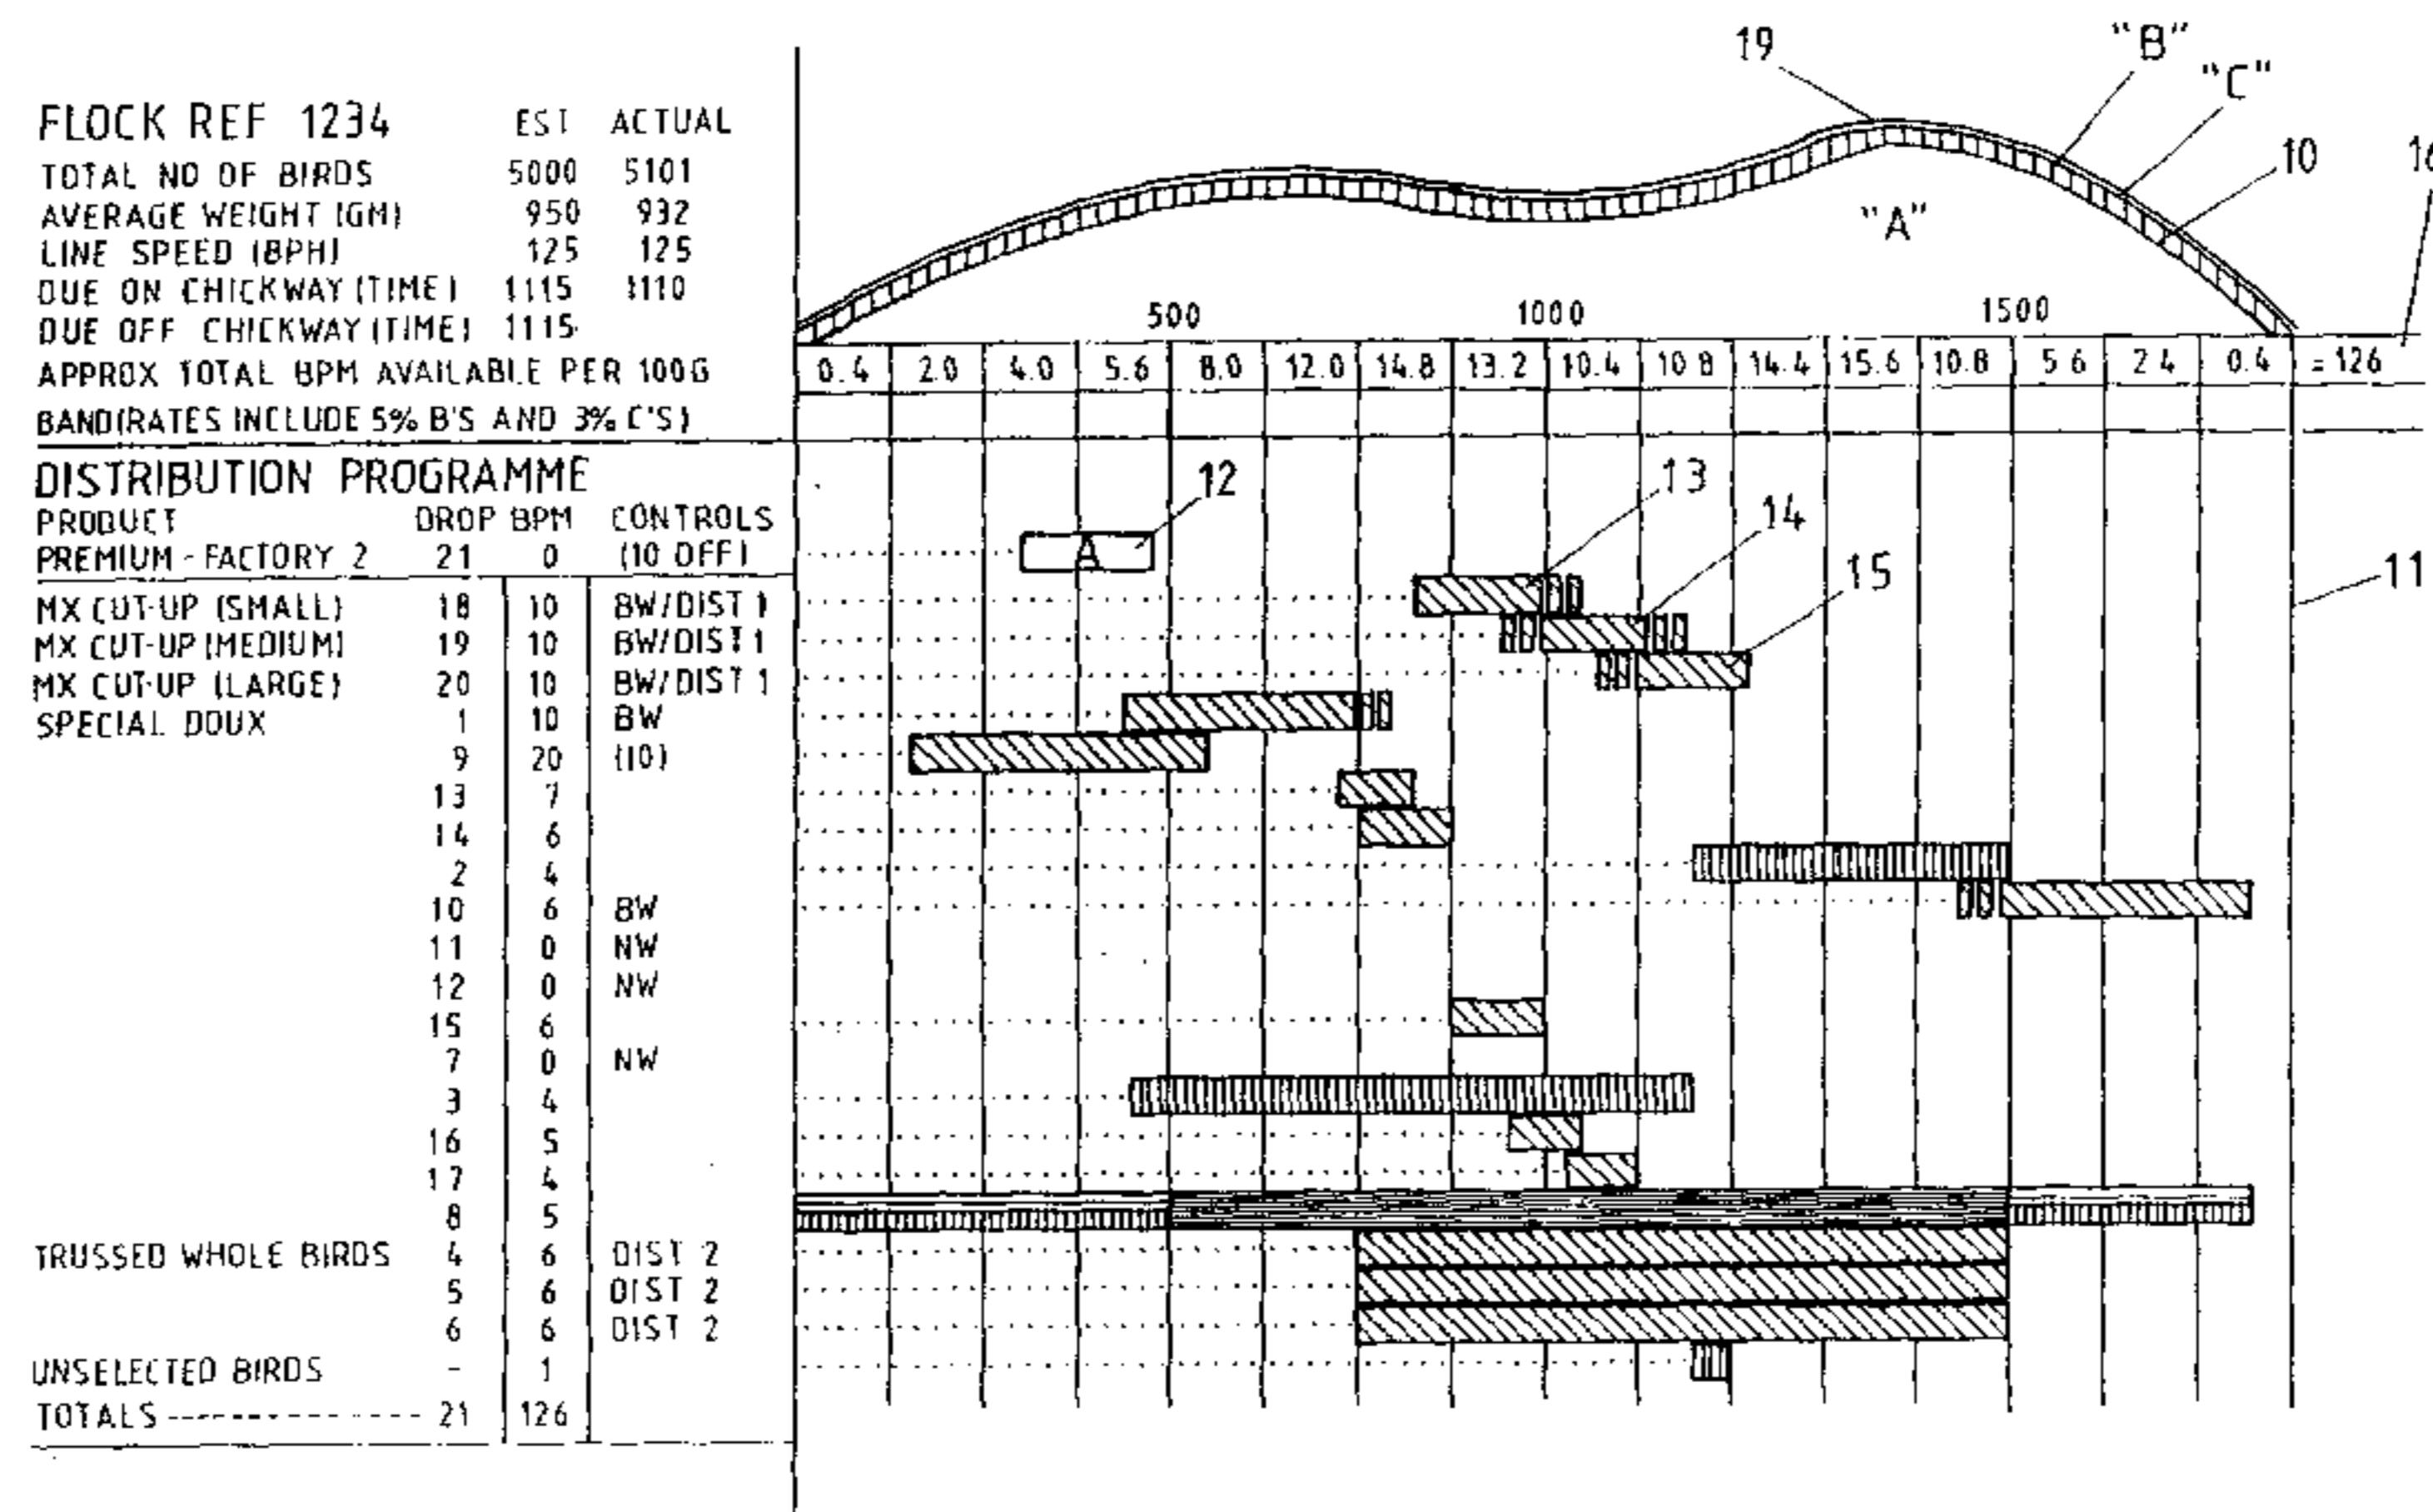 19 "B"
"C"
FLOCK REF 1234 EST ACTUAL
10
TOTAL NO OF BIRDS 5000 5101
AVERAGE WEIGHT (GM) 950 932
"A"
LINE SPEED (BPH) 125 125
DUE ON CHICKWAY (TIME) 1115 1110
DUE OFF CHICKWAY (TIME) 1115
500 1000 1500
APPROX TOTAL BPM AVAILABLE PER 100G 0.4 2.0 4.0 5.6 8.0 12.0 14.8 13.2 10.4 10.8 14.4 15.6 10.8 5.6 2.4 0.4 = 126
BAND(RATES INCLUDE 5% B'S AND 3% C'S)
DISTRIBUTION PROGRAMME
12 13
PRODUCT DROP BPM CONTROLS
14
PREMIUM - FACTORY 2 21 0 (10 OFF) A
15 11
MX CUT-UP (SMALL) 18 10 BW/DIST 1
MX CUT-UP (MEDIUM) 19 10 BW/DIST 1
MX CUT-UP (LARGE) 20 10 BW/DIST 1
SPECIAL DOUX 1 10 BW
9 20 (10)
13 7
14 6
2 4
10 6 BW
11 0 NW
12 0 NW
15 6
7 0 NW
3 4
16 5
17 4
8 5
TRUSSED WHOLE BIRDS 4 6 DIST 2
5 6 DIST 2
6 6 DIST 2
UNSELECTED BIRDS - 1
TOTALS ------------- 21 126